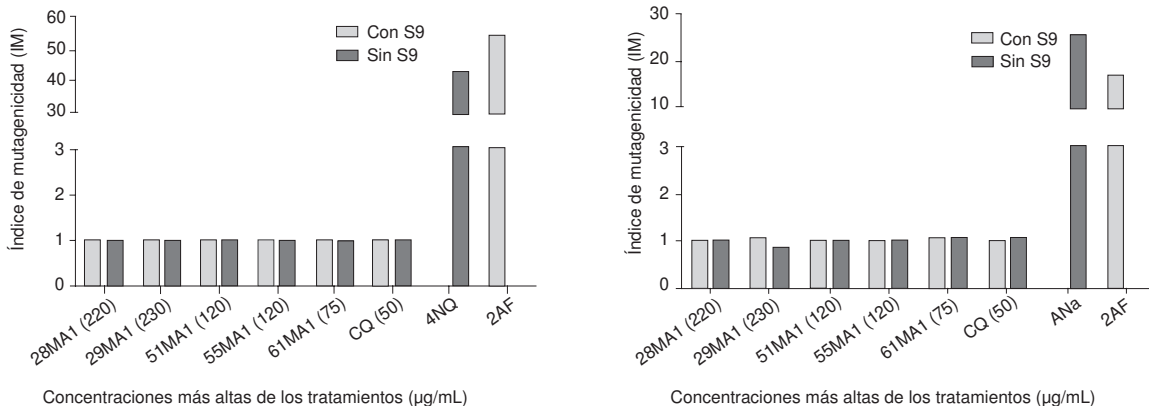 Índice de mutagenicidad (IM)
60
50
40
30
3
2
1
0
Con S9
Sin S9
28MA1 (220)
29MA1 (230)
51MA1 (120)
55MA1 (120)
61MA1 (75)
CQ (50)
4NQ
2AF
Concentraciones más altas de los tratamientos (µg/mL)
Índice de mutagenicidad (IM)
30
20
10
3
2
1
0
Con S9
Sin S9
28MA1 (220)
29MA1 (230)
51MA1 (120)
55MA1 (120)
61MA1 (75)
CQ (50)
ANa
2AF
Concentraciones más altas de los tratamientos (µg/mL)